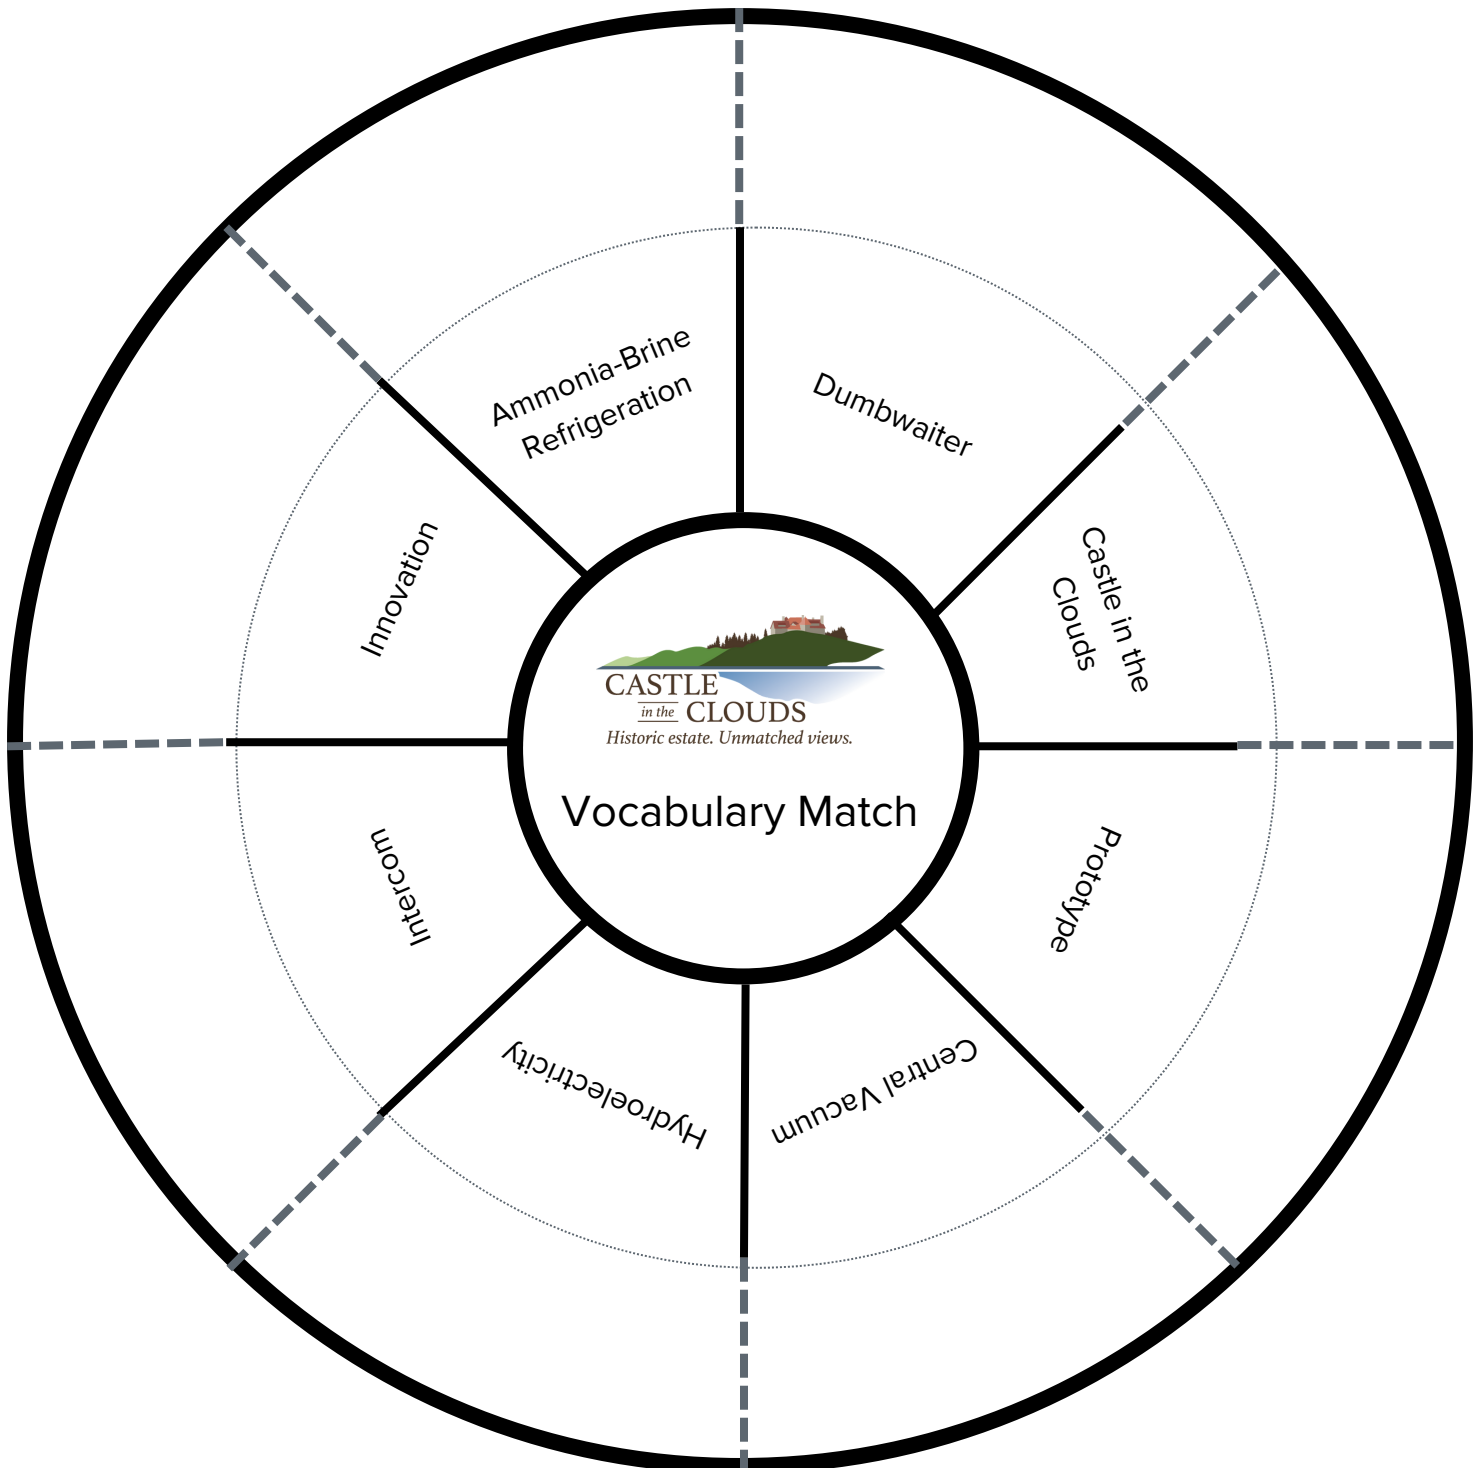 Ammonia-Brine
Refrigeration
Dumbwaiter
Castle in the
Clouds
Prototype
Central Vacuum
Hydroelectricity
Intercom
Innovation
CASTLE
in the CLOUDS
Historic estate. Unmatched views.
Vocabulary Match